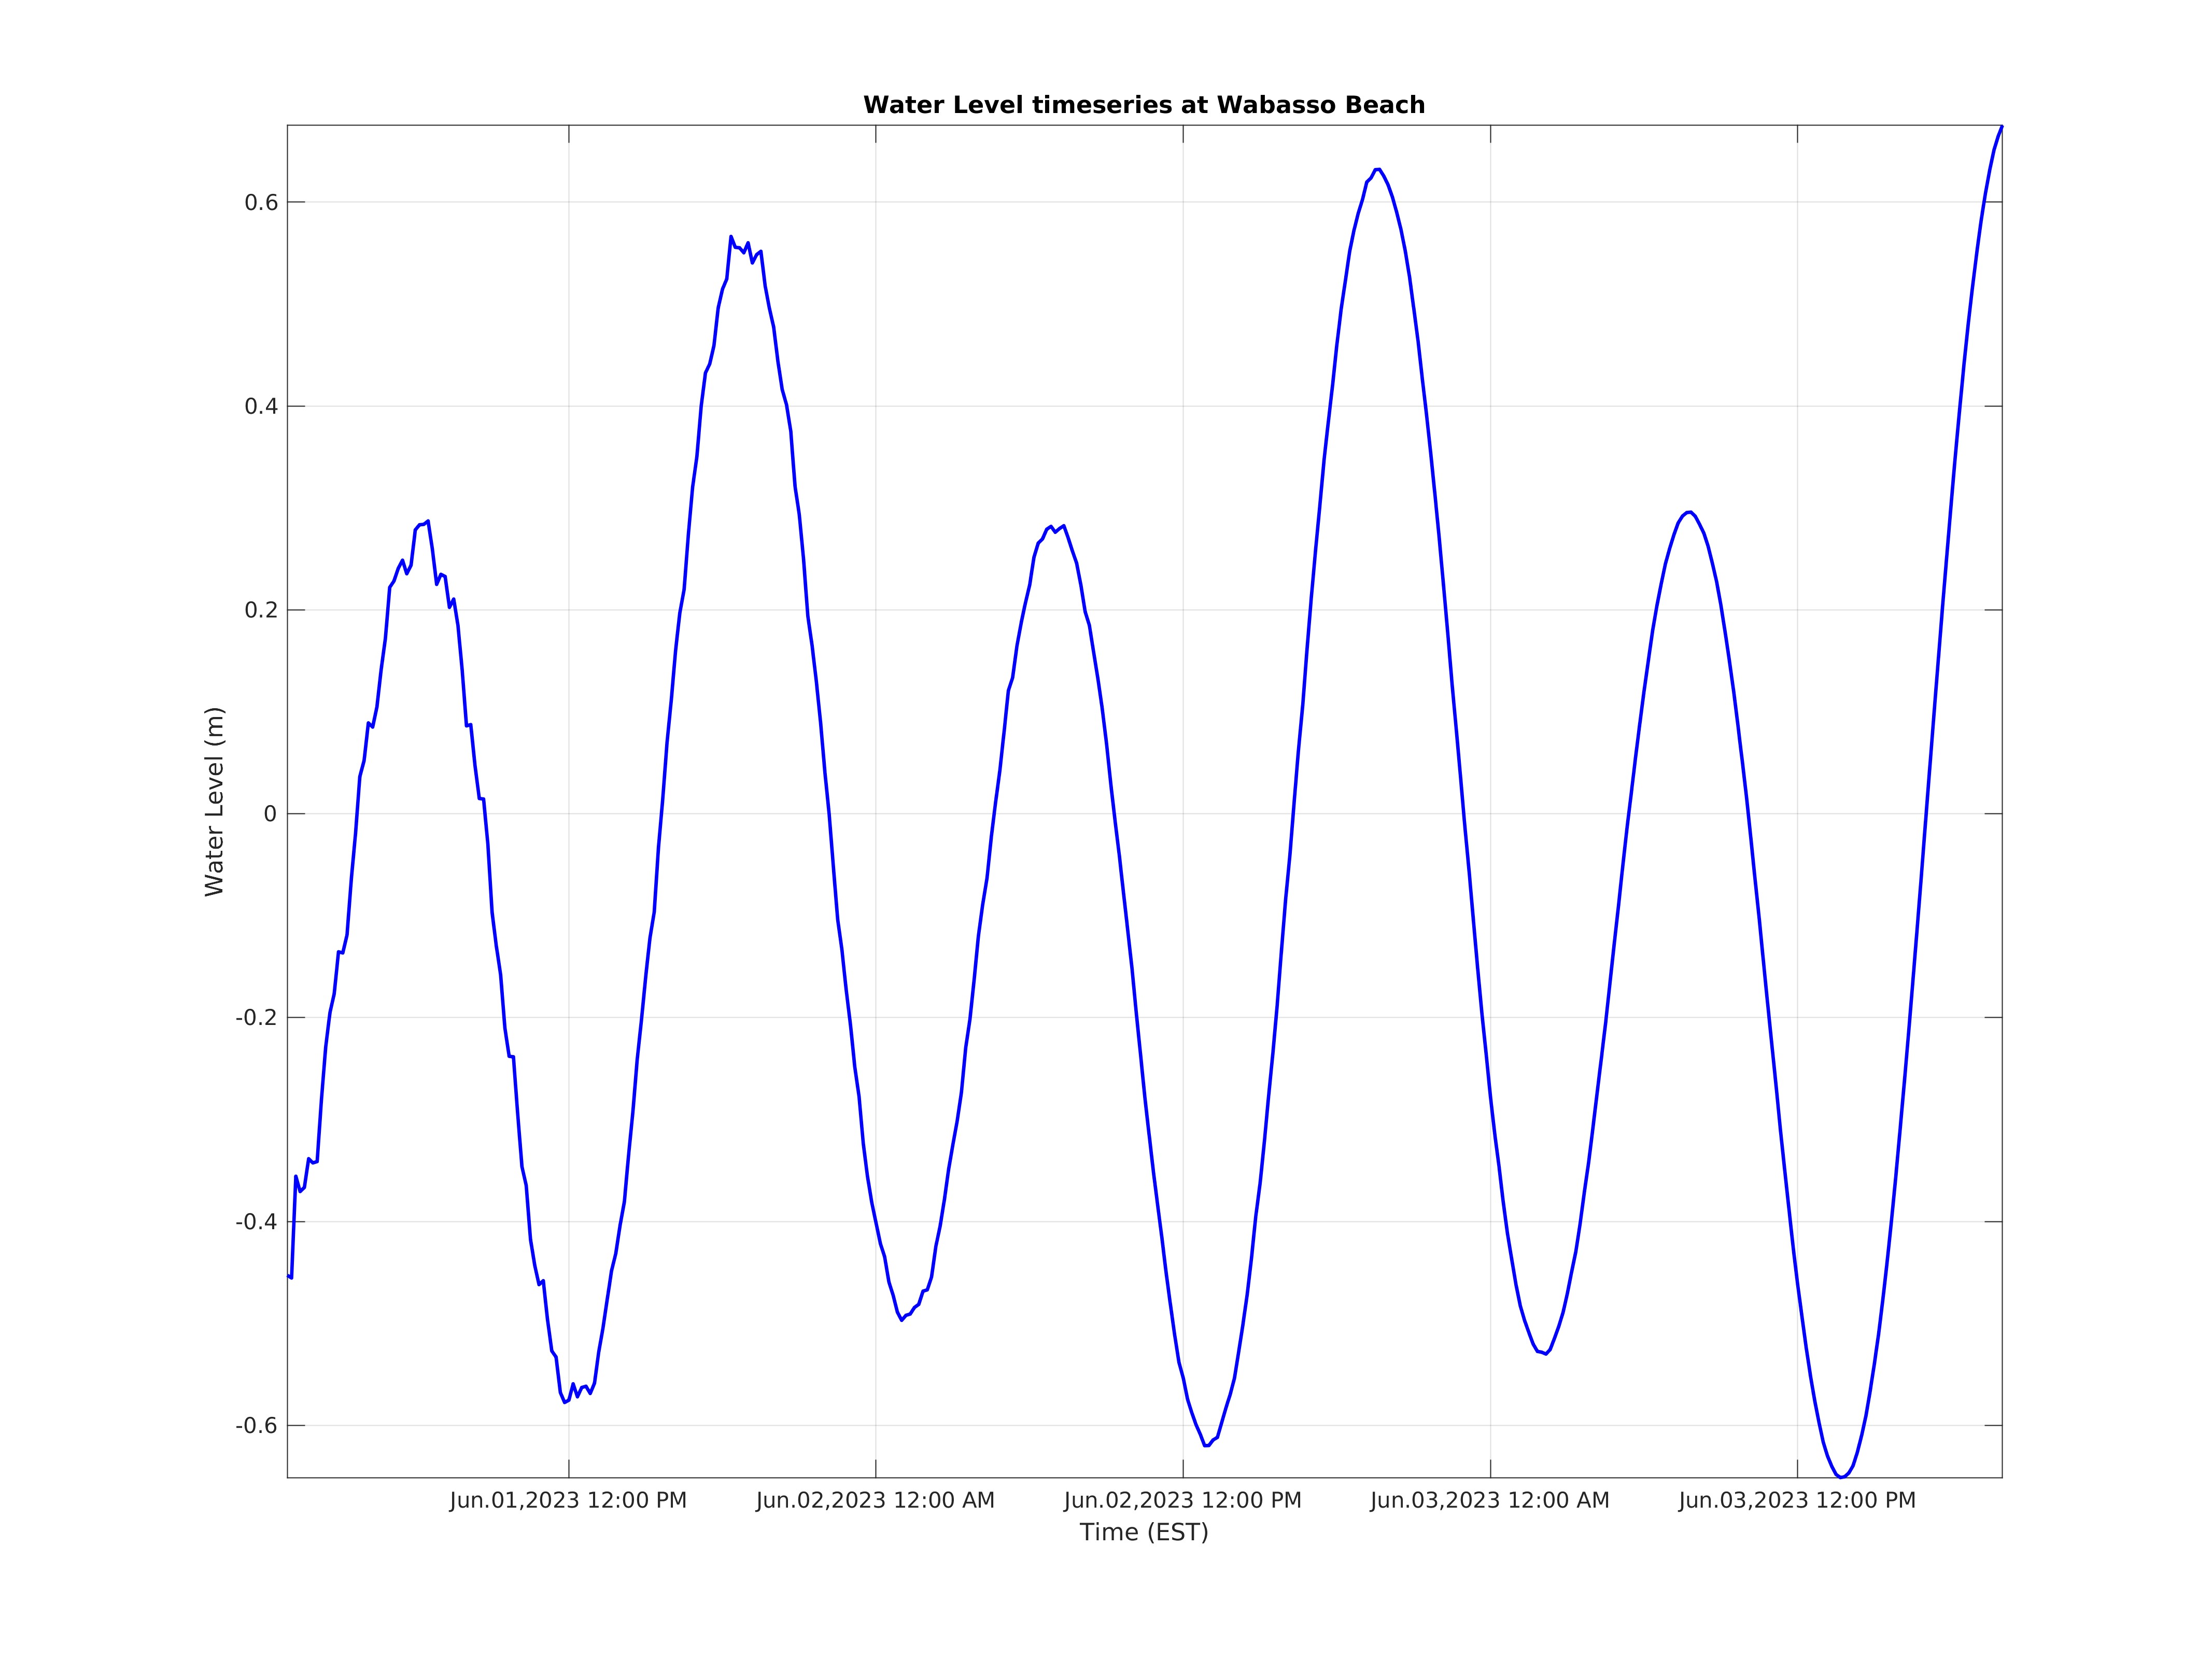 Water Level timeseries at Wabasso Beach
0.6
0.4
0.2
0
-0.2
-0.4
-0.6
Water Level (m)
Jun.01,2023 12:00 PM
Jun.02,2023 12:00 AM
Jun.02,2023 12:00 PM
Jun.03,2023 12:00 AM
Jun.03,2023 12:00 PM
Time (EST)